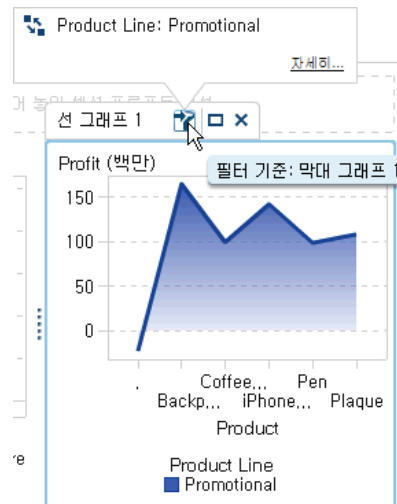 Product Line: Promotional
자세히...
선 그래프 1
필터 기준: 막대 그래프 1
Profit (백만)
150
100
50
0
.
Coffee...
Pen
Backp...
iPhone...
Plaque
Product
Product Line
Promotional